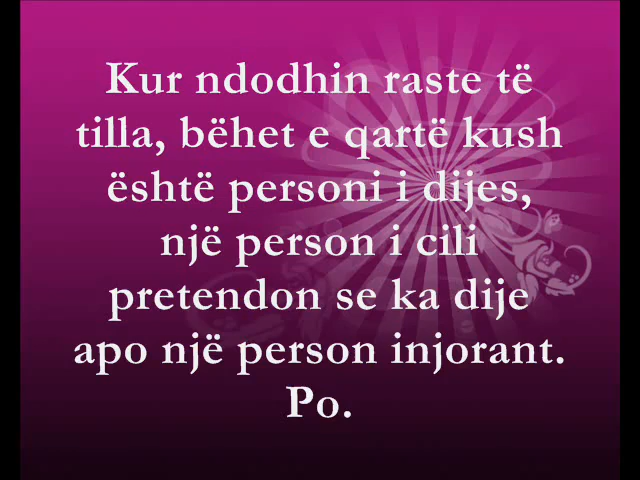 Kur ndodhin raste të
tilla, bëhet e qartë kush
është personi i dijes,
një person i cili
pretendon se ka dije
apo një person injorant.
Po.